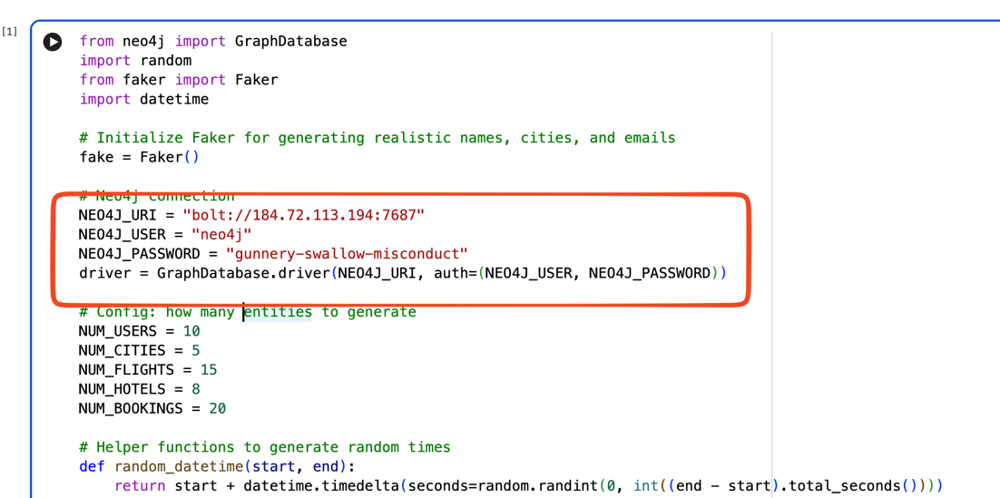 [1]
from neo4j import GraphDatabase
import random
from faker import Faker
import datetime
# Initialize Faker for generating realistic names, cities, and emails
fake = Faker()
# Neo4j connection
NEO4J_URI = "bolt://184.72.113.194:7687"
NEO4J_USER = "neo4j"
NEO4J_PASSWORD = "gunnery-swallow-misconduct"
driver = GraphDatabase.driver(NEO4J_URI, auth=(NEO4J_USER, NEO4J_PASSWORD))
# Config: how many entities to generate
NUM_USERS = 10
NUM_CITIES = 5
NUM_FLIGHTS = 15
NUM_HOTELS = 8
NUM_BOOKINGS = 20
# Helper functions to generate random times
def random_datetime(start, end):
    return start + datetime.timedelta(seconds=random.randint(0, int((end - start).total_seconds())))